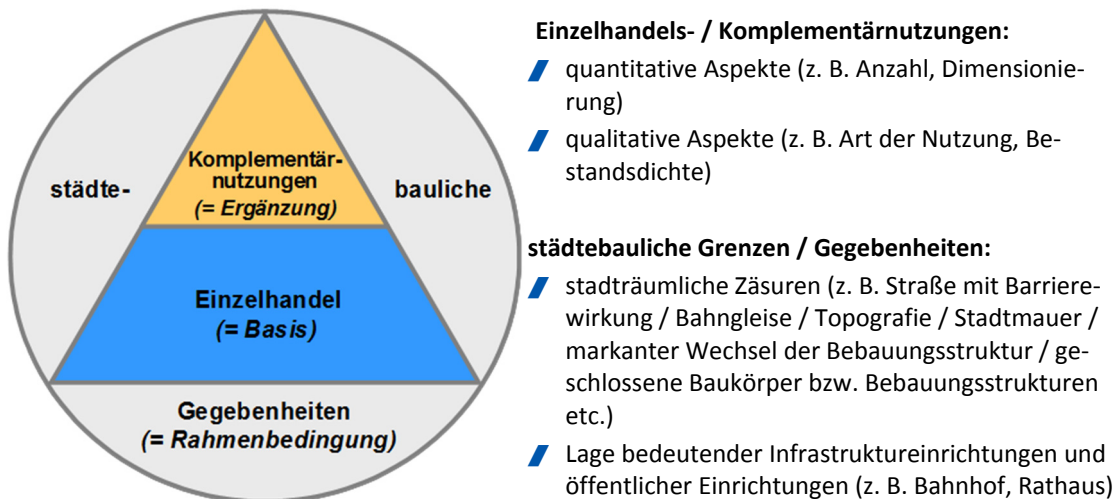 Komplementär-
nutzungen
(= Ergänzung)
städte-
bauliche
Einzelhandel
(= Basis)
Gegebenheiten
(= Rahmenbedingung)
Einzelhandels- / Komplementärnutzungen:
quantitative Aspekte (z. B. Anzahl, Dimensionie-
rung)
qualitative Aspekte (z. B. Art der Nutzung, Be-
standsdichte)
städtebauliche Grenzen / Gegebenheiten:
stadträumliche Zäsuren (z. B. Straße mit Barriere-
wirkung / Bahngleise / Topografie / Stadtmauer /
markanter Wechsel der Bebauungsstruktur / ge-
schlossene Baukörper bzw. Bebauungsstrukturen
etc.)
Lage bedeutender Infrastruktureinrichtungen und
öffentlicher Einrichtungen (z. B. Bahnhof, Rathaus)